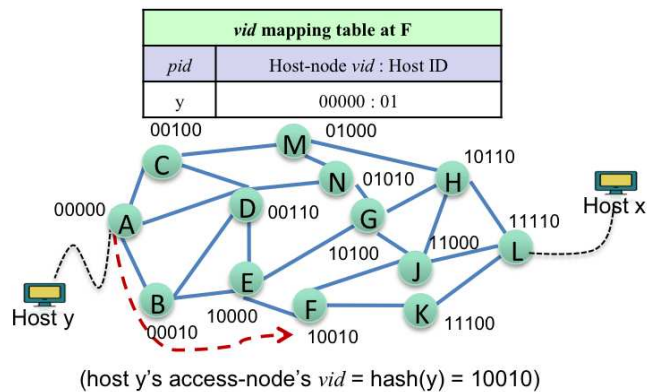 vid mapping table at F
pid Host-node vid : Host ID
y 00000 : 01
00100 M 01000
C N 01010 H 10110
00000 A D 00110 G 11110
Host x
10100 11000 L
Host y B E F J K
00010 10000 10010 11100
(host y's access-node's vid = hash(y) = 10010)